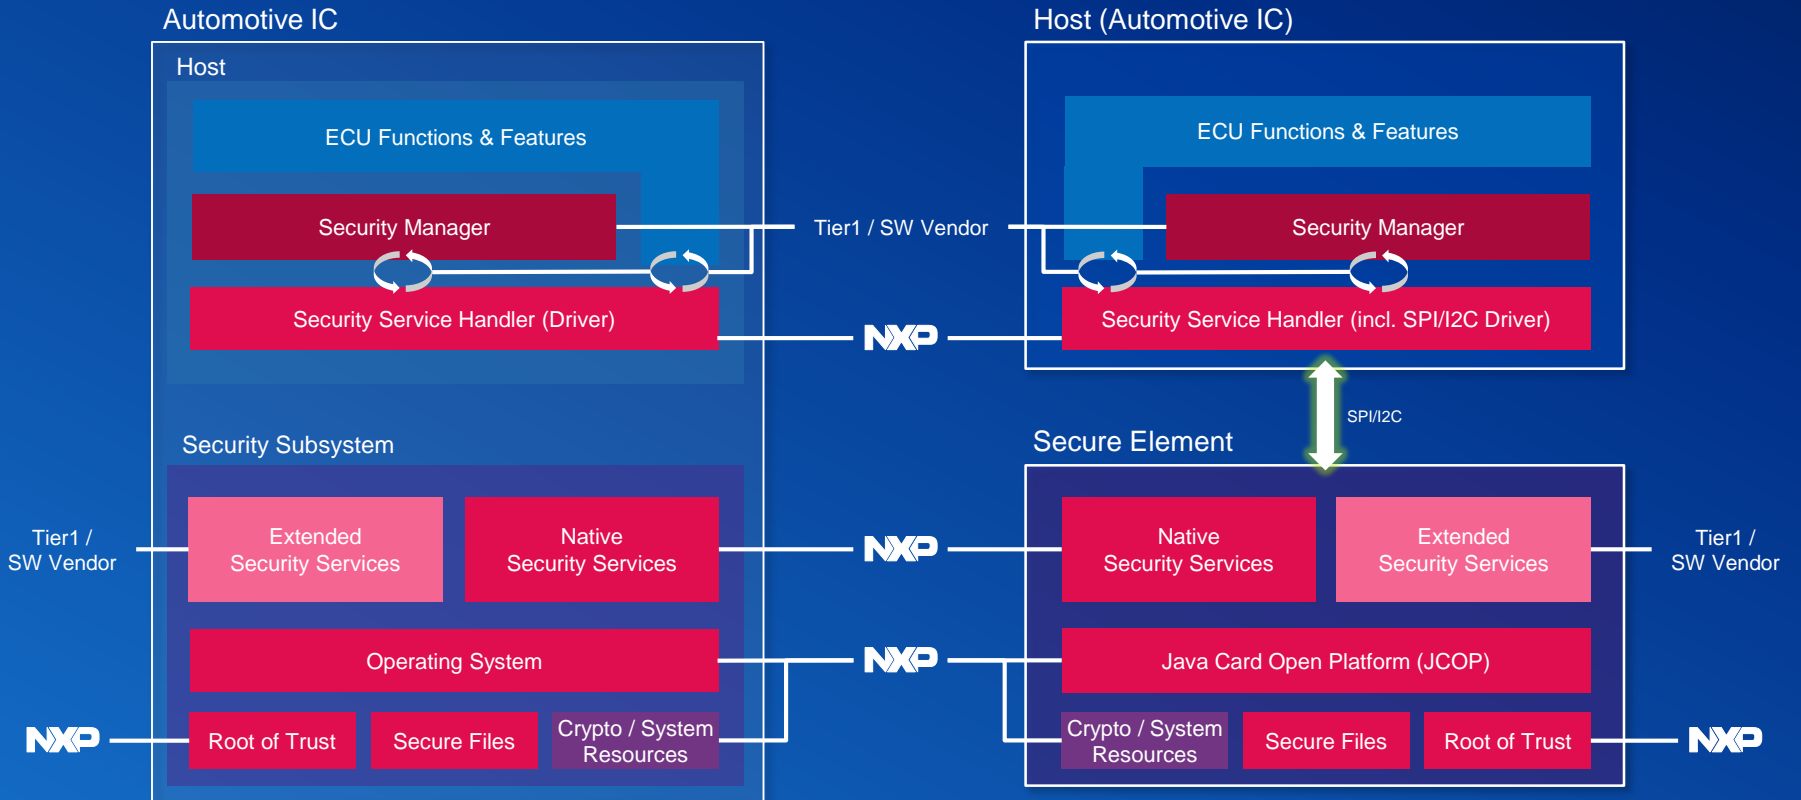 Automotive IC
Host (Automotive IC)
Host
ECU Functions & Features
ECU Functions & Features
Security Manager
Tier1 / SW Vendor
Security Manager
Security Service Handler (Driver)
NXP
Security Service Handler (incl. SPI/I2C Driver)
SPI/I2C
Security Subsystem
Secure Element
Tier1 /
SW Vendor
Extended
Security Services
Native
Security Services
NXP
Native
Security Services
Extended
Security Services
Tier1 /
SW Vendor
Operating System
NXP
Java Card Open Platform (JCOP)
NXP
Root of Trust
Secure Files
Crypto / System
Resources
Crypto / System
Resources
Secure Files
Root of Trust
NXP